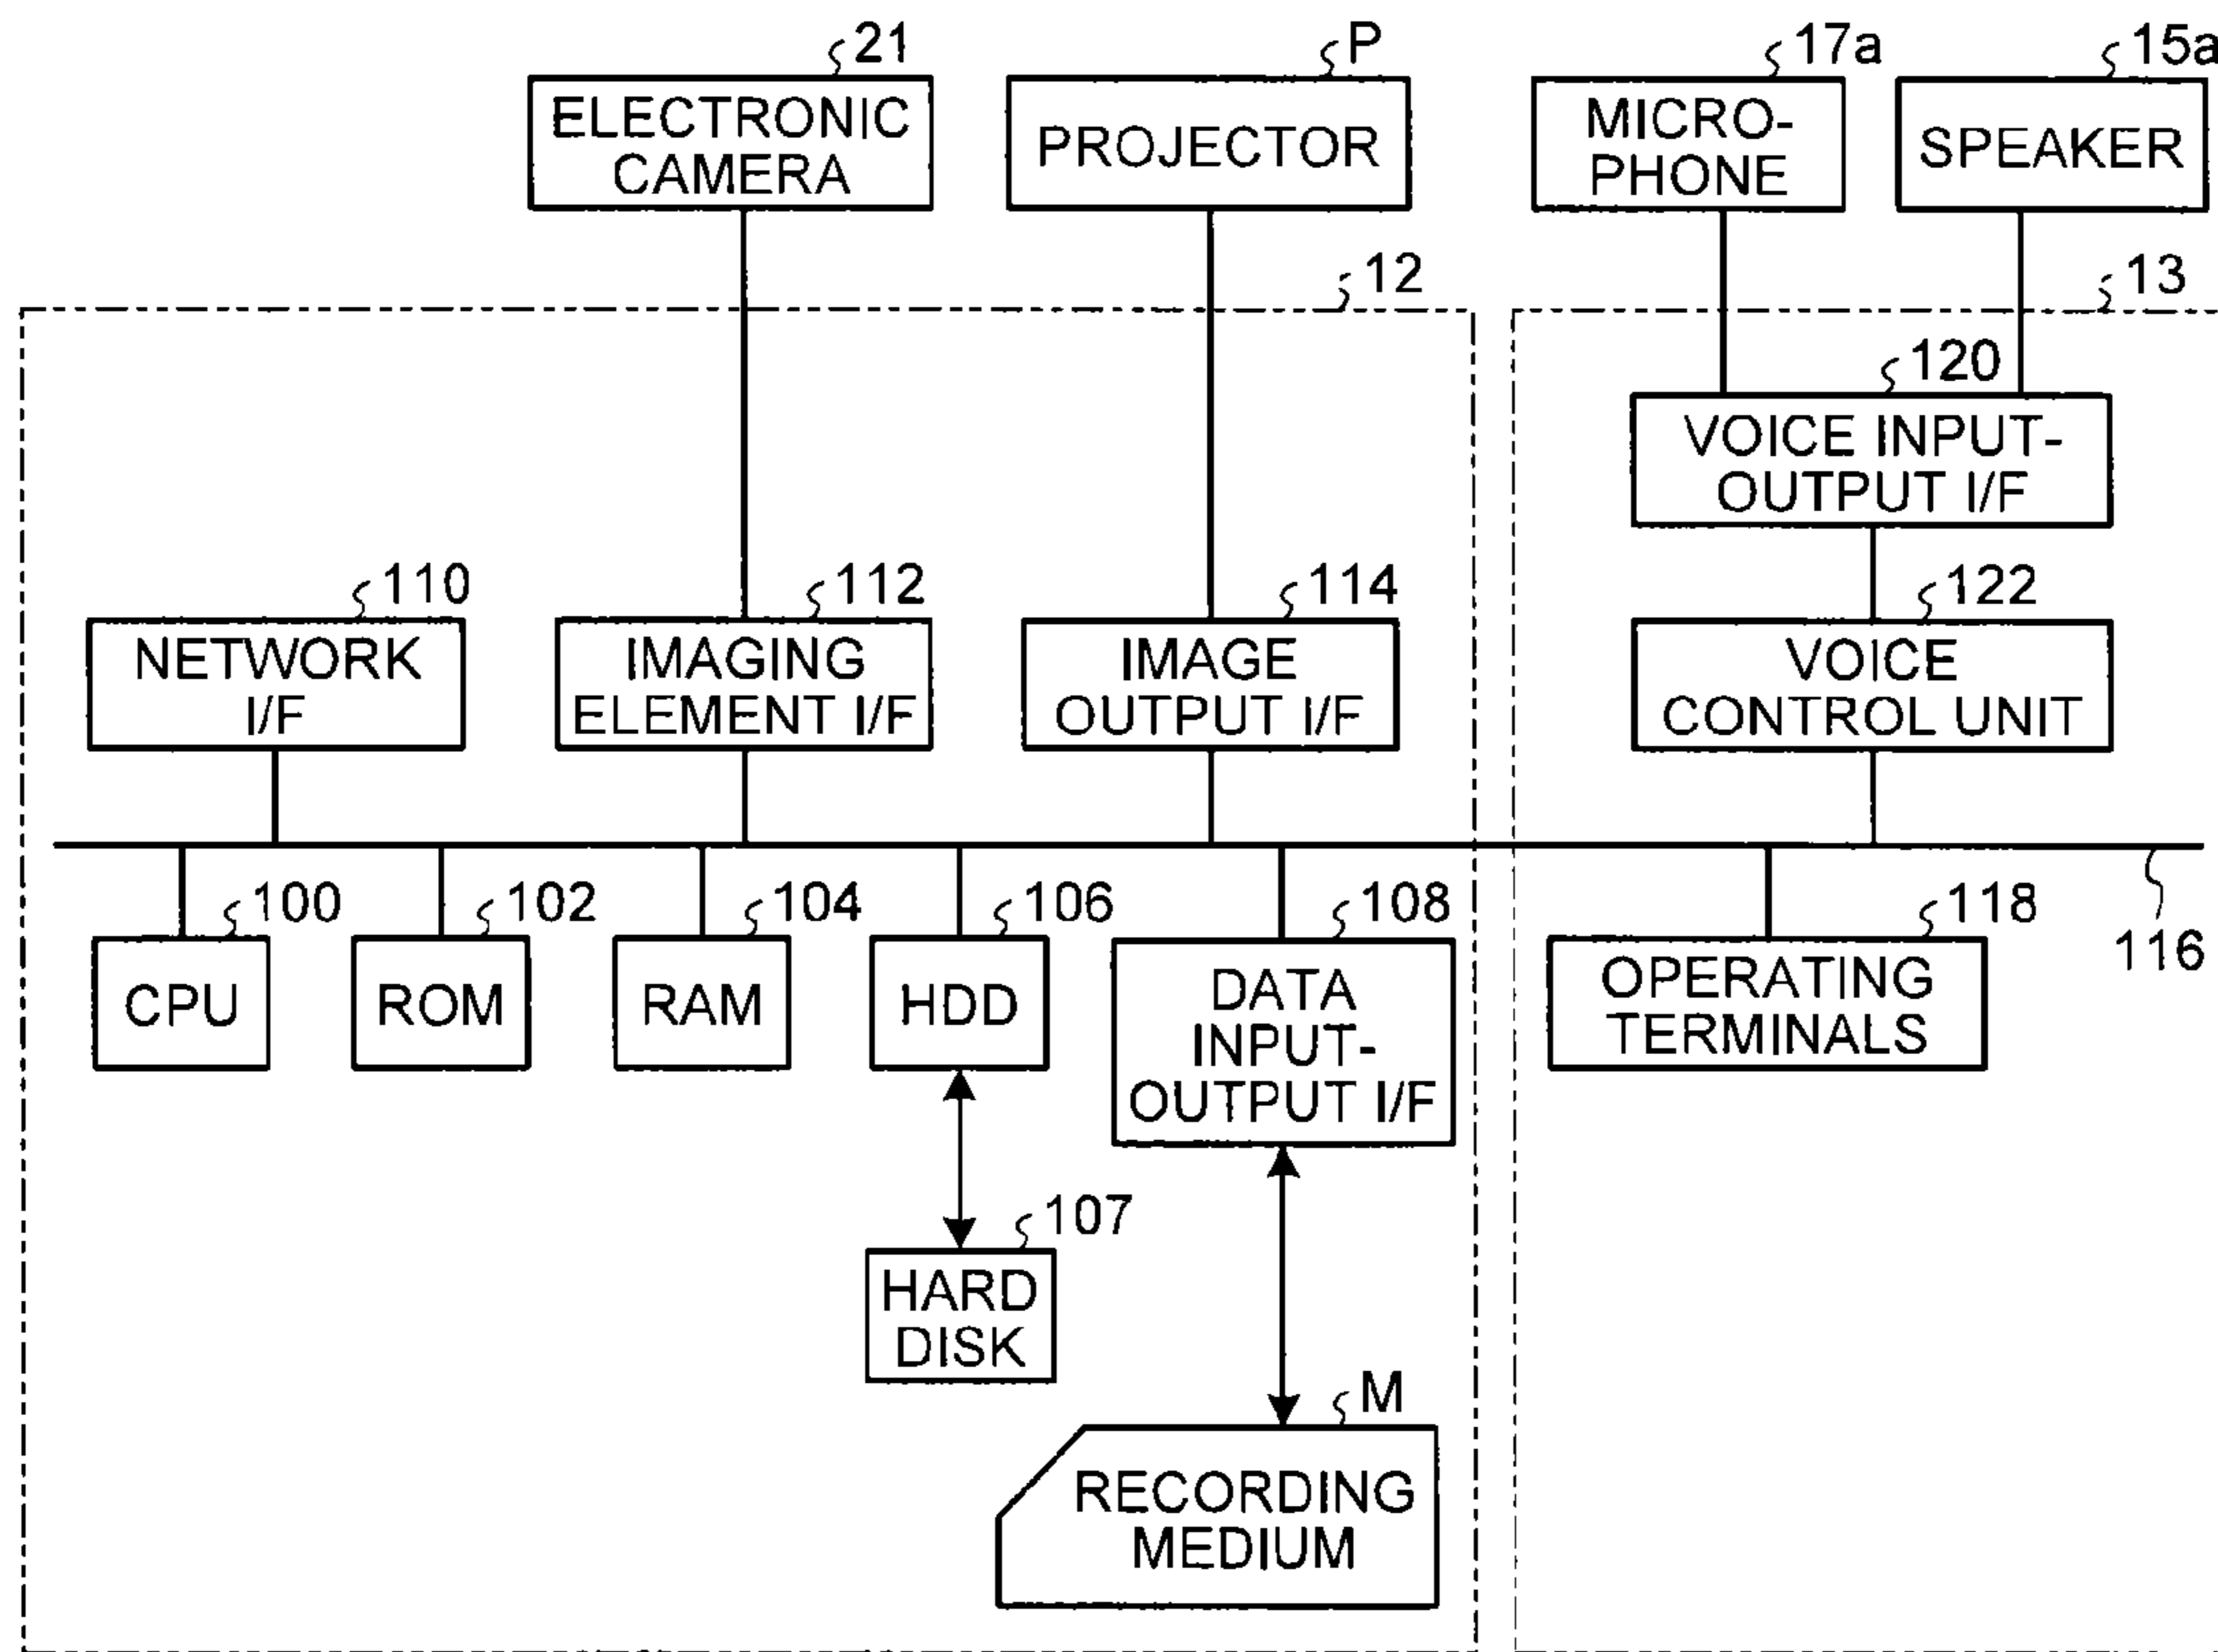 21
P
17a
15a
ELECTRONIC
CAMERA
PROJECTOR
MICRO-
PHONE
SPEAKER
12
13
120
VOICE INPUT-
OUTPUT I/F
110
112
114
122
NETWORK
I/F
IMAGING
ELEMENT I/F
IMAGE
OUTPUT I/F
VOICE
CONTROL UNIT
100
102
104
106
108
118
116
CPU
ROM
RAM
HDD
DATA
INPUT-
OUTPUT I/F
OPERATING
TERMINALS
107
HARD
DISK
M
RECORDING
MEDIUM